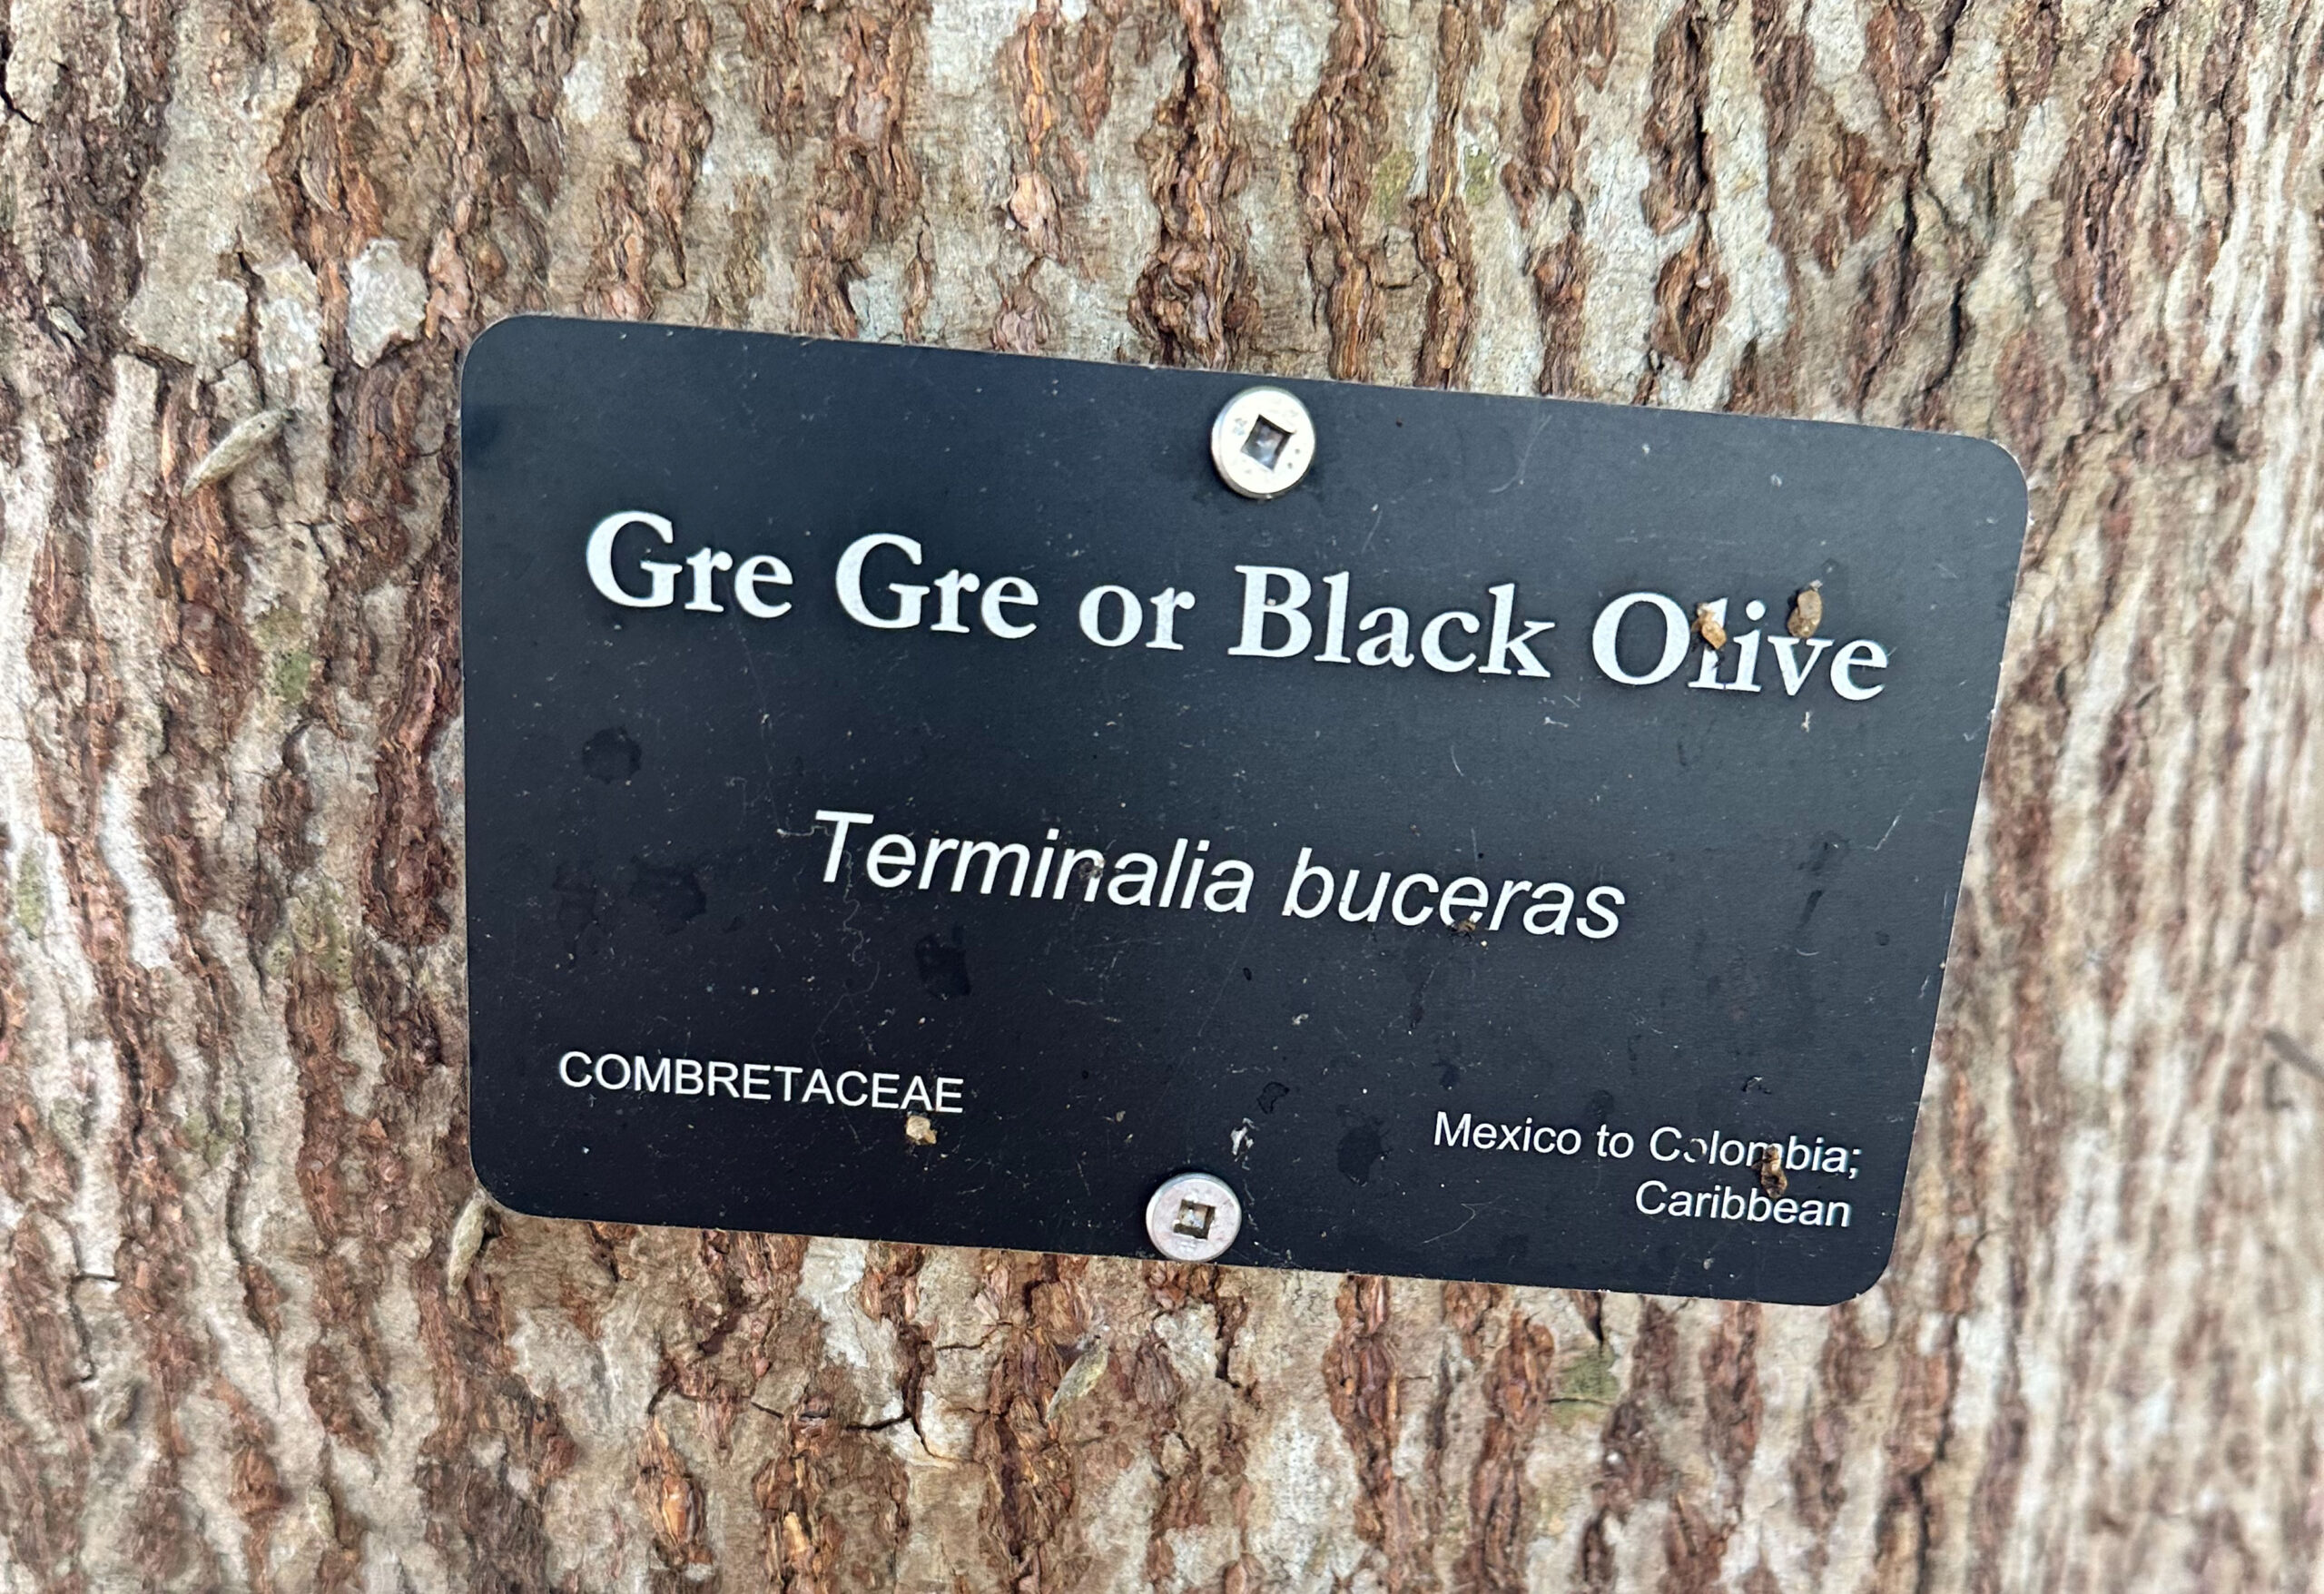 Gre Gre or Black Olive
Terminalia buceras
COMBRETACEAE
Mexico to Colombia;
Caribbean